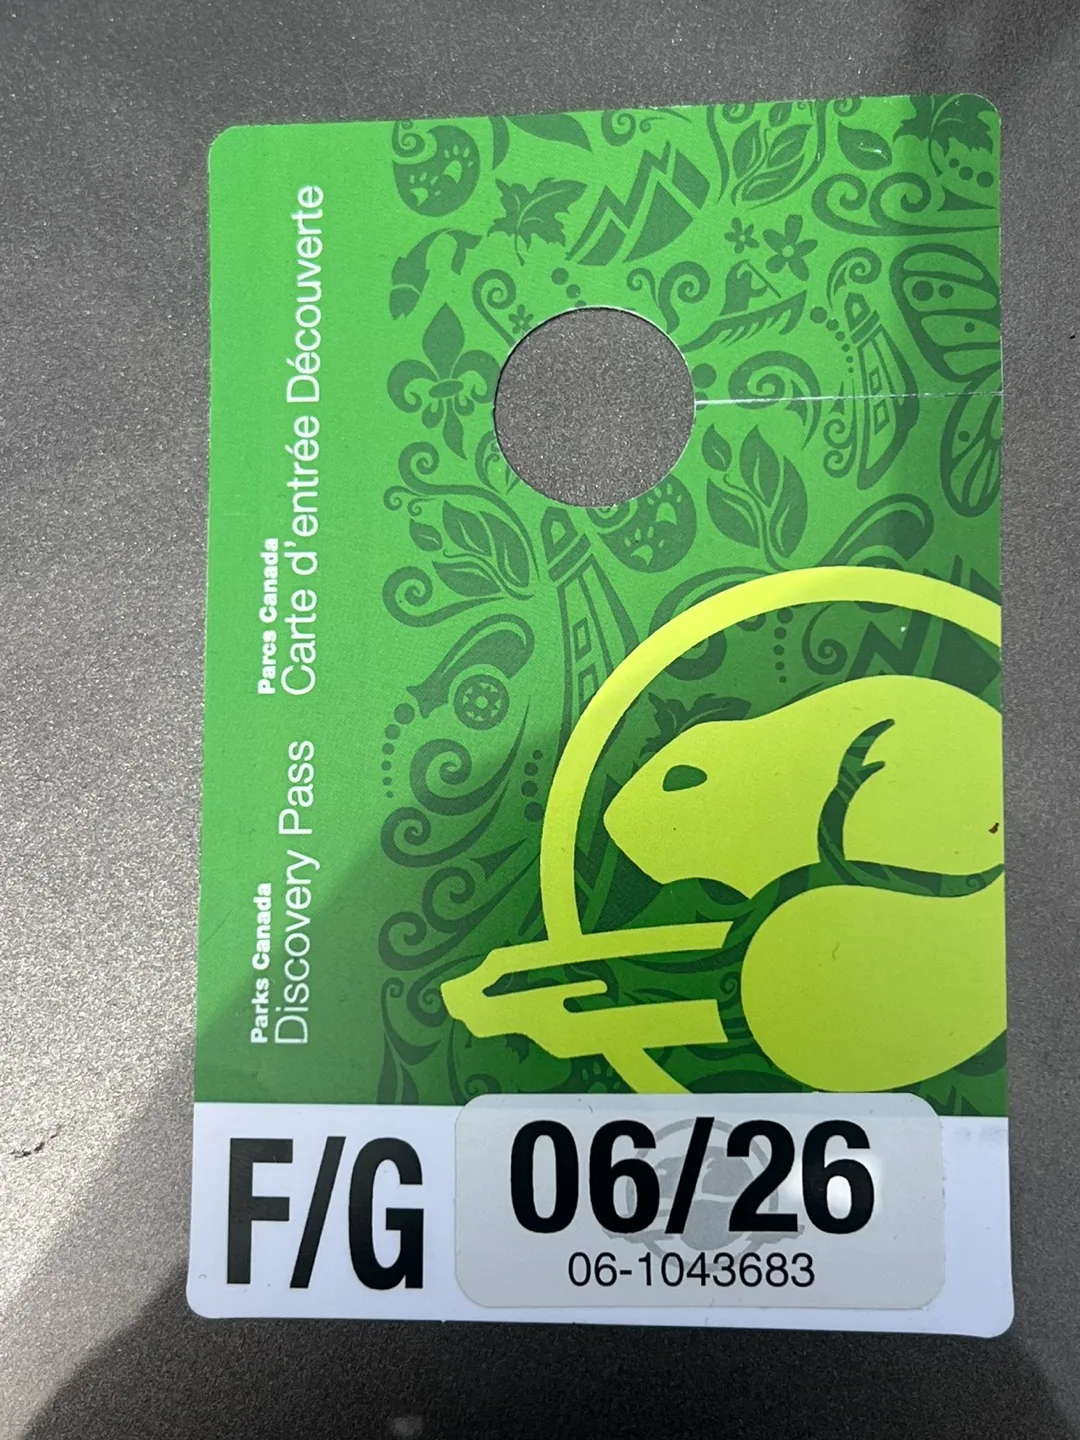 Parks Canada
Discovery Pass
Parcs Canada
Carte d'entrée Découverte
F/G
06/26
06-1043683